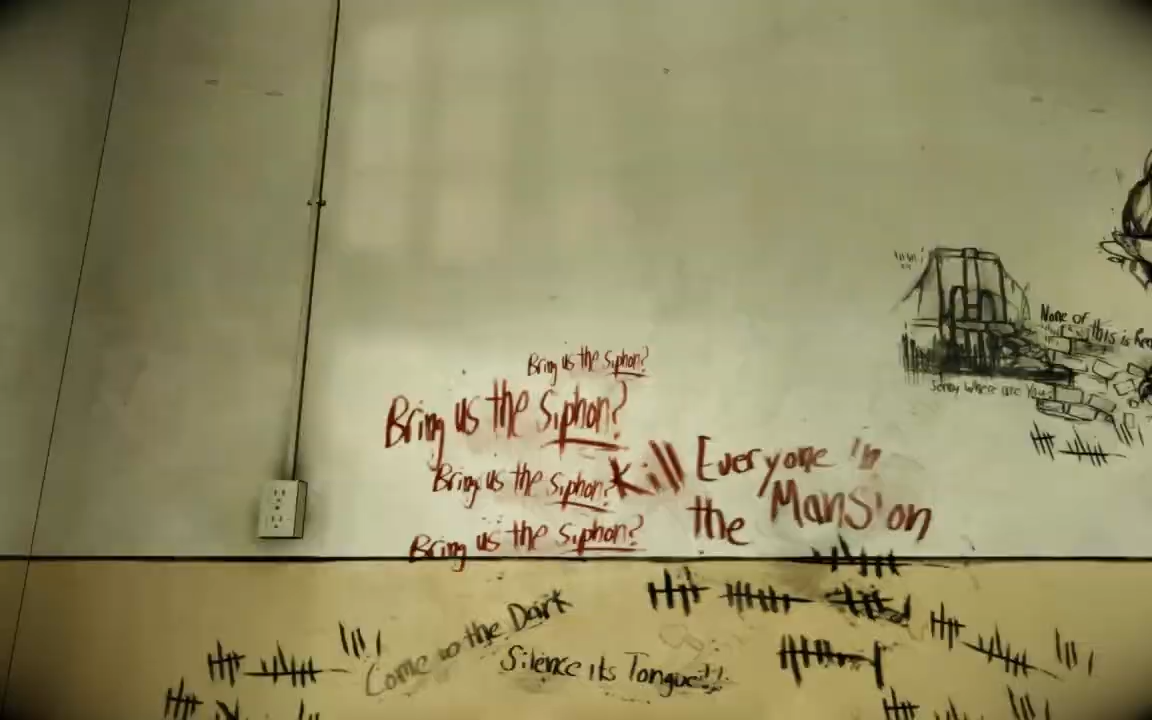 Bring us the Siphon?
Bring us the Siphon?
Bring us the Siphon?
Bring us the Siphon?
Kill Everyone in
the Mansion
None of
this is
Where are You
Come to the Dark
Silence its Tongue!!